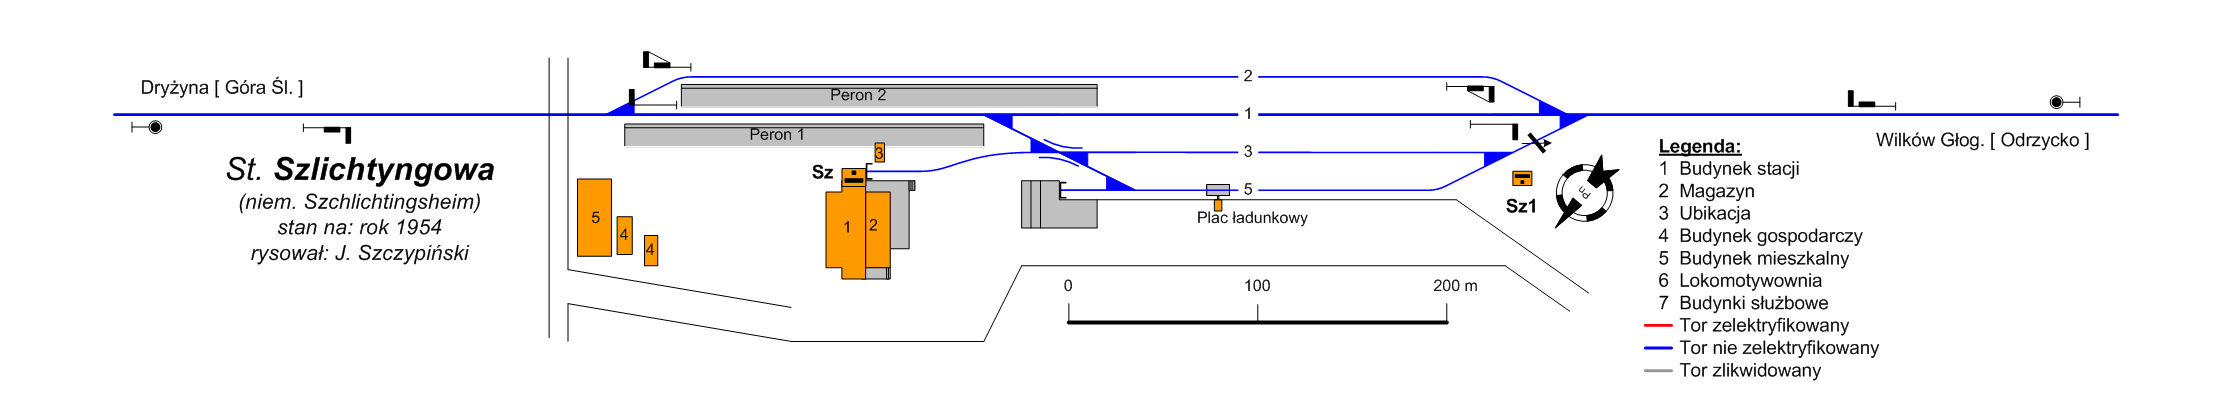 Dryżyna [ Góra Śl. ]
St. Szlichtyngowa
(niem. Szchlichtingsheim)
stan na: rok 1954
rysował: J. Szczypiński
Peron 2
Peron 1
2
1
3
5
Sz
3
1
2
5
4
4
Plac ładunkowy
Sz1
Pn
0
100
200 m
Wilków Głog. [ Odrzycko ]
Legenda:
1 Budynek stacji
2 Magazyn
3 Ubikacja
4 Budynek gospodarczy
5 Budynek mieszkalny
6 Lokomotywownia
7 Budynki służbowe
Tor zelektryfikowany
Tor nie zelektryfikowany
Tor zlikwidowany